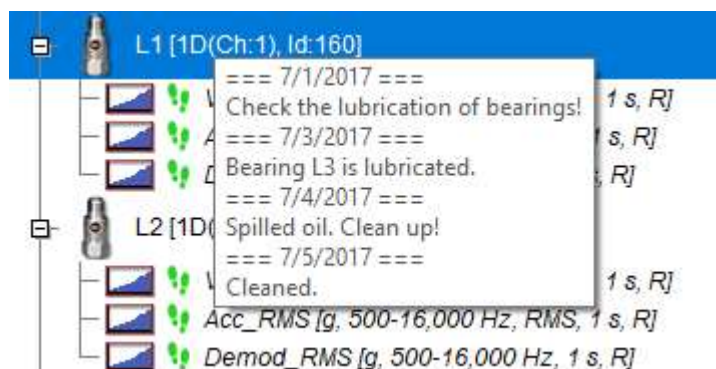 L1 [1D(Ch:1), Id:160]
=== 7/1/2017 ===
Check the lubrication of bearings!
=== 7/3/2017 ===
Bearing L3 is lubricated.
=== 7/4/2017 ===
Spilled oil. Clean up!
=== 7/5/2017 ===
Cleaned.
1 s, R]
s, R]
R]
L2 [1D(
1 s, R]
Acc_RMS [g, 500-16,000 Hz, RMS, 1 s, R]
Demod_RMS [g, 500-16,000 Hz, 1 s, R]